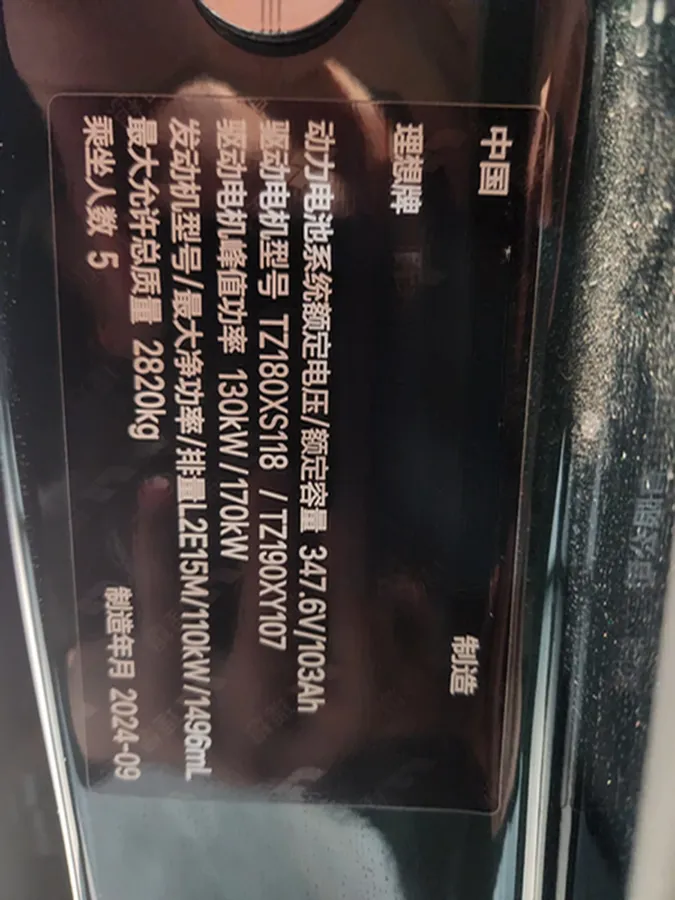 中国 制造
理想牌
动力电池系统额定电压/额定容量 347.6V/103Ah
驱动电机型号 TZ180XS118 / TZ190XY107
驱动电机峰值功率 130kW/170kW
发动机型号/最大净功率/排量L2E15M/110kW/1496mL
最大允许总质量 2820kg
乘坐人数 5 制造年月 2024-09